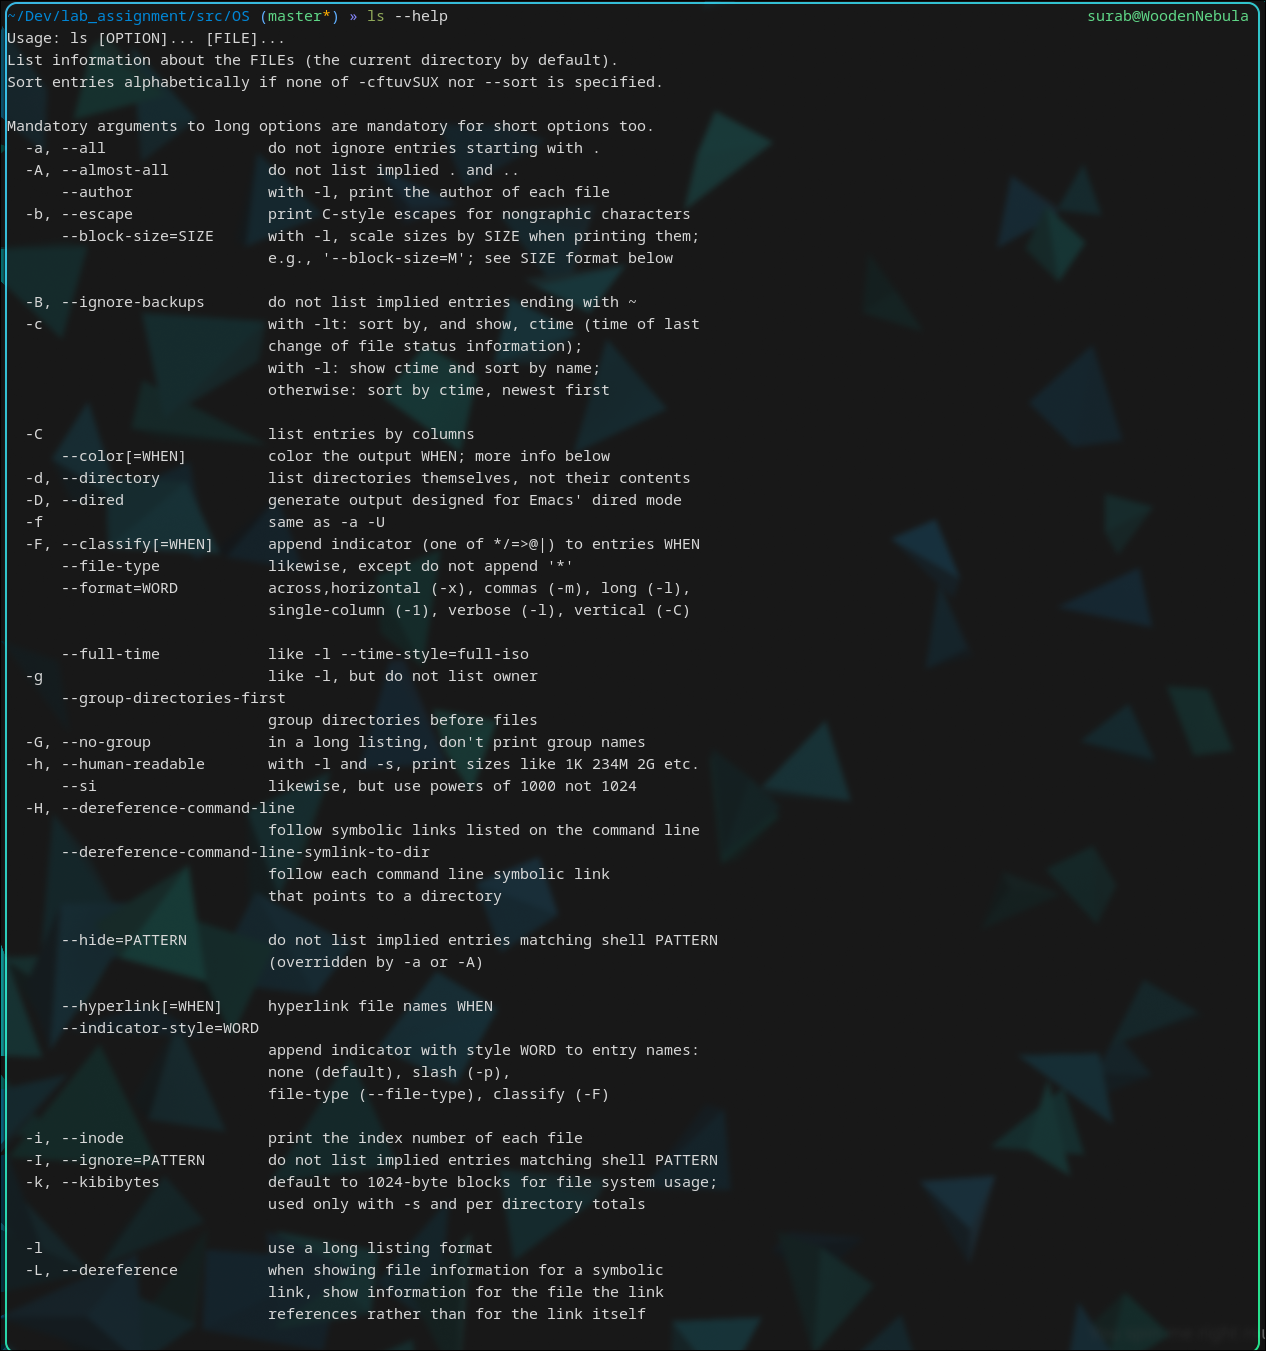 ~/Dev/lab_assignment/src/OS (master*) » ls --help surab@WoodenNebula
Usage: ls [OPTION]... [FILE]...
List information about the FILEs (the current directory by default).
Sort entries alphabetically if none of -cftuvSUX nor --sort is specified.

Mandatory arguments to long options are mandatory for short options too.
  -a, --all                  do not ignore entries starting with .
  -A, --almost-all           do not list implied . and ..
      --author               with -l, print the author of each file
  -b, --escape               print C-style escapes for nongraphic characters
      --block-size=SIZE      with -l, scale sizes by SIZE when printing them;
                             e.g., '--block-size=M'; see SIZE format below

  -B, --ignore-backups       do not list implied entries ending with ~
  -c                         with -lt: sort by, and show, ctime (time of last
                             change of file status information);
                             with -l: show ctime and sort by name;
                             otherwise: sort by ctime, newest first

  -C                         list entries by columns
      --color[=WHEN]         color the output WHEN; more info below
  -d, --directory            list directories themselves, not their contents
  -D, --dired                generate output designed for Emacs' dired mode
  -f                         same as -a -U
  -F, --classify[=WHEN]      append indicator (one of */=>@|) to entries WHEN
      --file-type            likewise, except do not append '*'
      --format=WORD          across,horizontal (-x), commas (-m), long (-l),
                             single-column (-1), verbose (-l), vertical (-C)

      --full-time            like -l --time-style=full-iso
  -g                         like -l, but do not list owner
      --group-directories-first
                             group directories before files
  -G, --no-group             in a long listing, don't print group names
  -h, --human-readable       with -l and -s, print sizes like 1K 234M 2G etc.
      --si                   likewise, but use powers of 1000 not 1024
  -H, --dereference-command-line
                             follow symbolic links listed on the command line
      --dereference-command-line-symlink-to-dir
                             follow each command line symbolic link
                             that points to a directory

      --hide=PATTERN         do not list implied entries matching shell PATTERN
                             (overridden by -a or -A)

      --hyperlink[=WHEN]     hyperlink file names WHEN
      --indicator-style=WORD
                             append indicator with style WORD to entry names:
                             none (default), slash (-p),
                             file-type (--file-type), classify (-F)

  -i, --inode                print the index number of each file
  -I, --ignore=PATTERN       do not list implied entries matching shell PATTERN
  -k, --kibibytes            default to 1024-byte blocks for file system usage;
                             used only with -s and per directory totals

  -l                         use a long listing format
  -L, --dereference          when showing file information for a symbolic
                             link, show information for the file the link
                             references rather than for the link itself